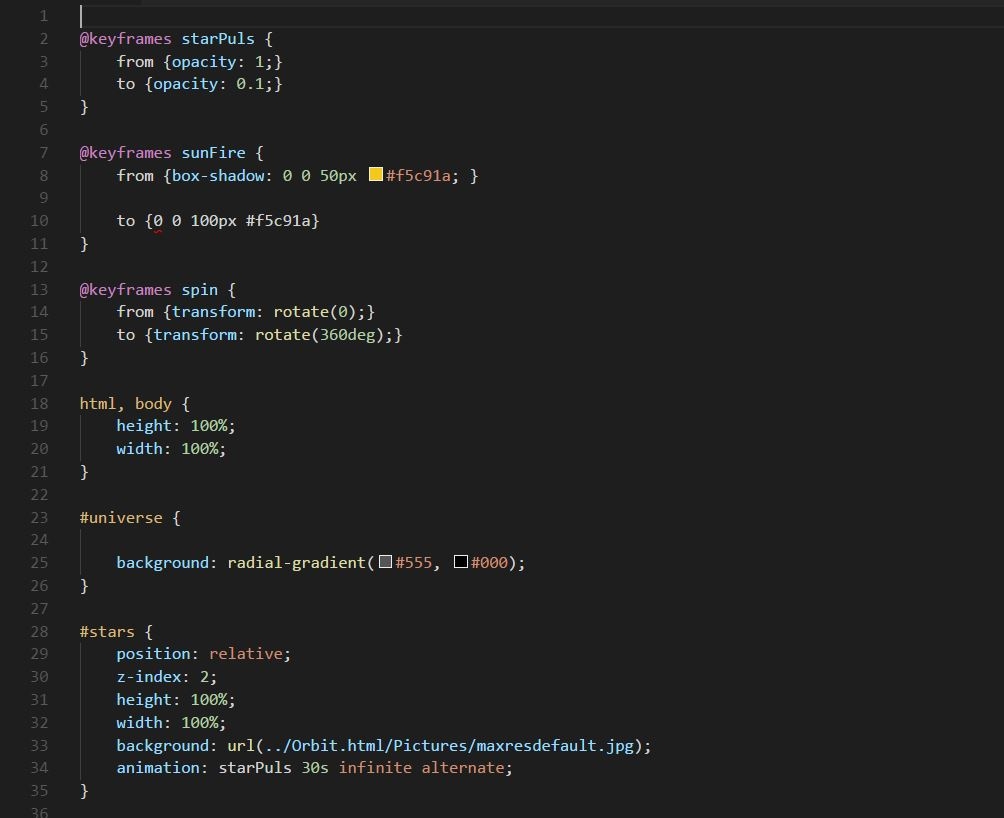 1
2 @keyframes starPuls {
3     from {opacity: 1;}
4     to {opacity: 0.1;}
5 }
6
7 @keyframes sunFire {
8     from {box-shadow: 0 0 50px #f5c91a; }
9
10     to {0 0 100px #f5c91a}
11 }
12
13 @keyframes spin {
14     from {transform: rotate(0);}
15     to {transform: rotate(360deg);}
16 }
17
18 html, body {
19     height: 100%;
20     width: 100%;
21 }
22
23 #universe {
24
25     background: radial-gradient(#555, #000);
26 }
27
28 #stars {
29     position: relative;
30     z-index: 2;
31     height: 100%;
32     width: 100%;
33     background: url(../Orbit.html/Pictures/maxresdefault.jpg);
34     animation: starPuls 30s infinite alternate;
35 }
36